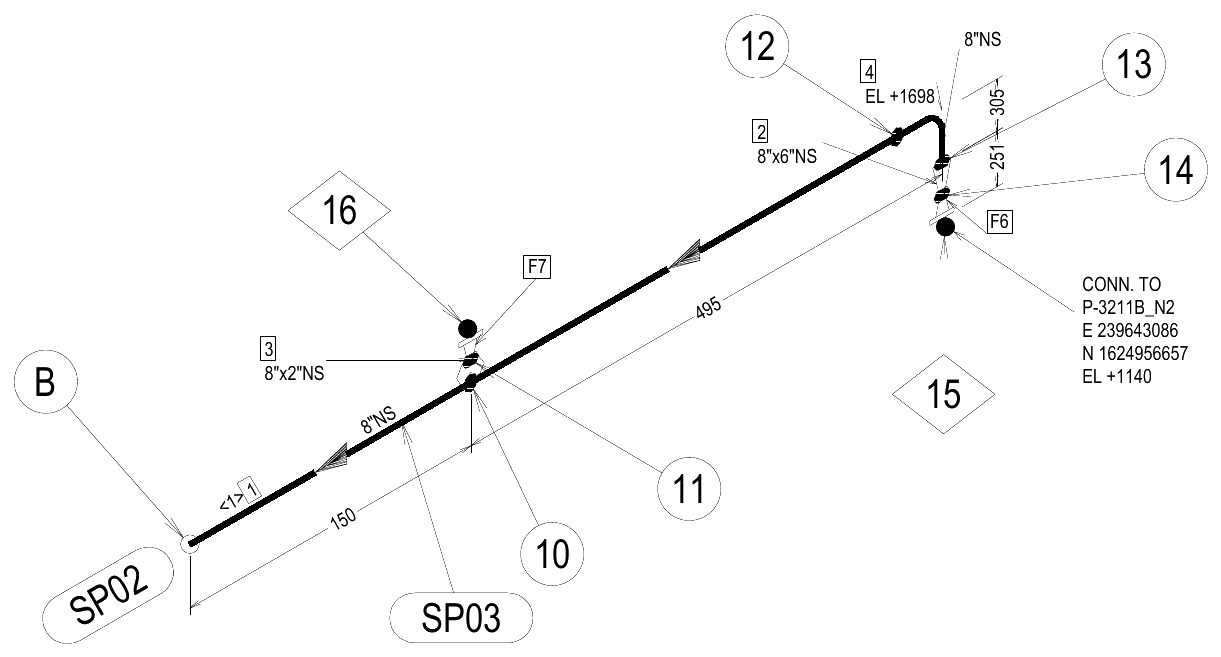 12
8"NS
13
4
EL +1698
305
2
8"x6"NS
251
14
16
F6
F7
CONN. TO
P-3211B_N2
E 239643086
N 1624956657
EL +1140
495
3
8"x2"NS
B
15
8"NS
11
<1> 1
150
10
SP02
SP03